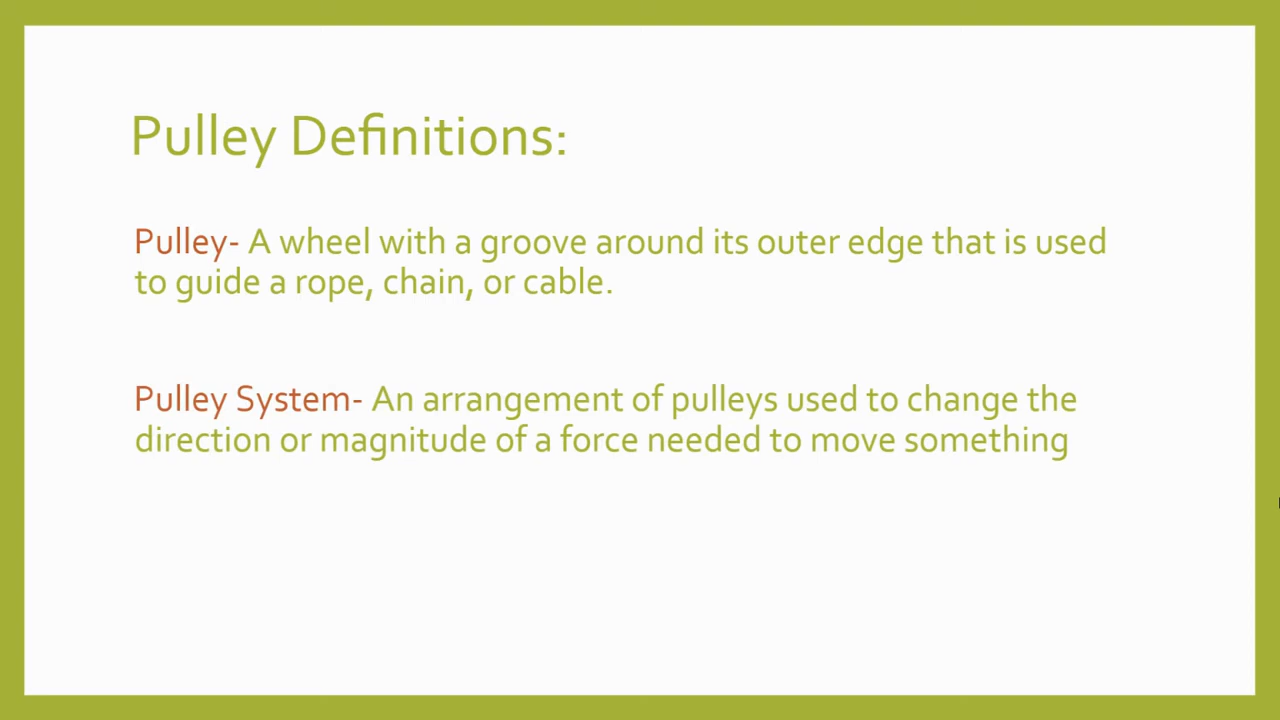 Pulley Definitions:
Pulley- A wheel with a groove around its outer edge that is used
to guide a rope, chain, or cable.
Pulley System- An arrangement of pulleys used to change the
direction or magnitude of a force needed to move something